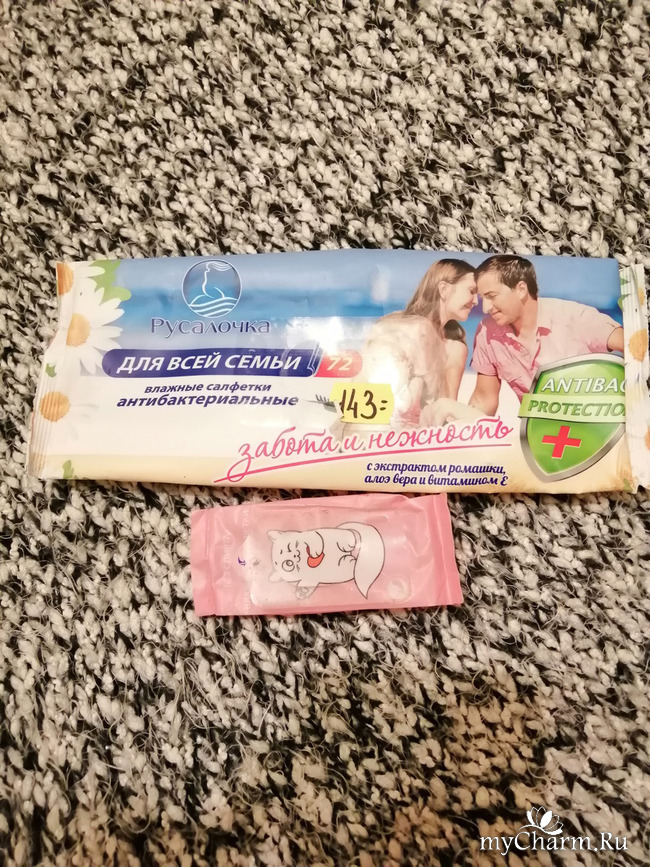 Русалочка
ДЛЯ ВСЕЙ СЕМЬИ 72
влажные салфетки
антибактериальные
143=
забота и нежность
с экстрактом ромашки,
алоэ вера и витамином Е
ANTIBAC
PROTECTIO
myCharm.Ru